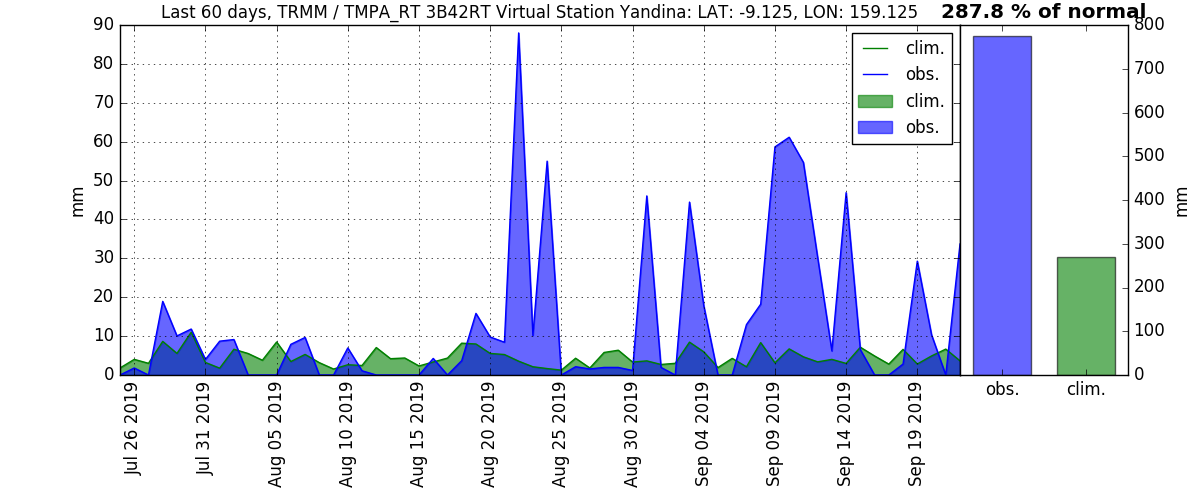 Last 60 days, TRMM / TMPA_RT 3B42RT Virtual Station Yandina: LAT: -9.125, LON: 159.125
287.8 % of normal
90
80
70
60
50
40
30
20
10
0
mm
clim.
obs.
clim.
obs.
Jul 26 2019
Jul 31 2019
Aug 05 2019
Aug 10 2019
Aug 15 2019
Aug 20 2019
Aug 25 2019
Aug 30 2019
Sep 04 2019
Sep 09 2019
Sep 14 2019
Sep 19 2019
800
700
600
500
400
300
200
100
0
mm
obs.
clim.